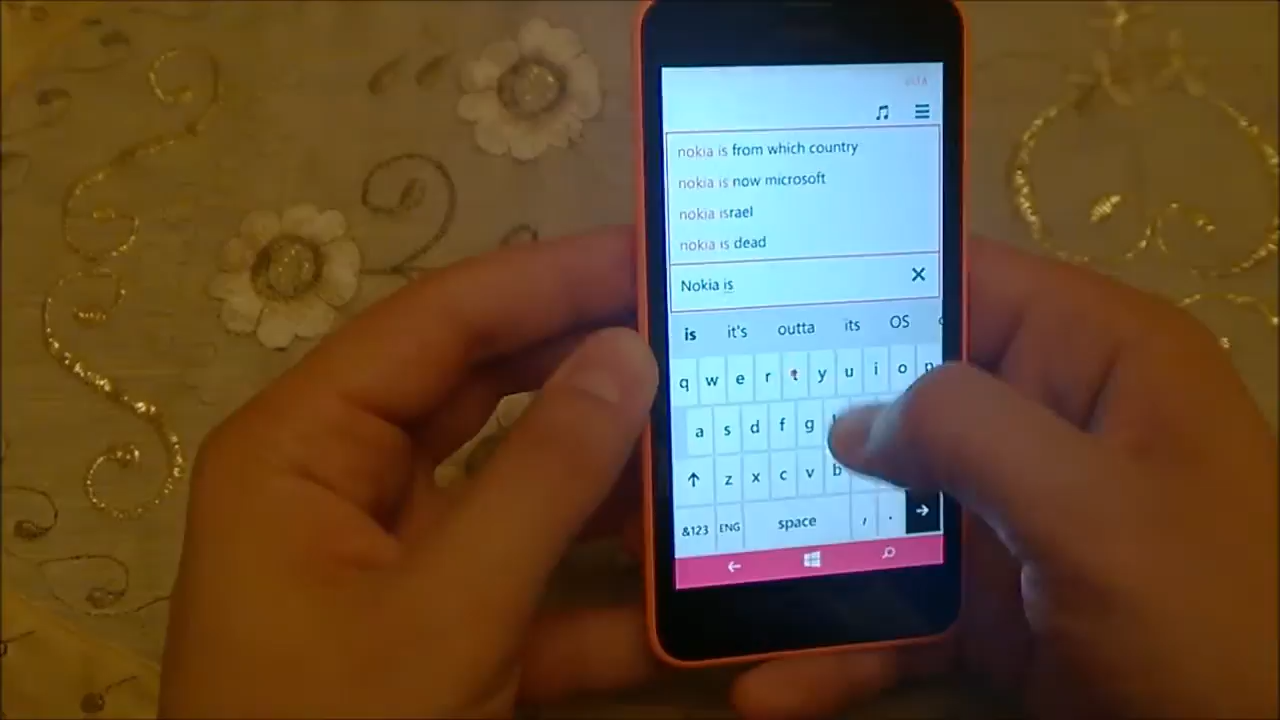 nokia is from which country
nokia is now microsoft
nokia israel
nokia is dead
Nokia is
is it's outta its OS
q w e r t y u i o p
a s d f g
z x c v b
&123 ENG space , .